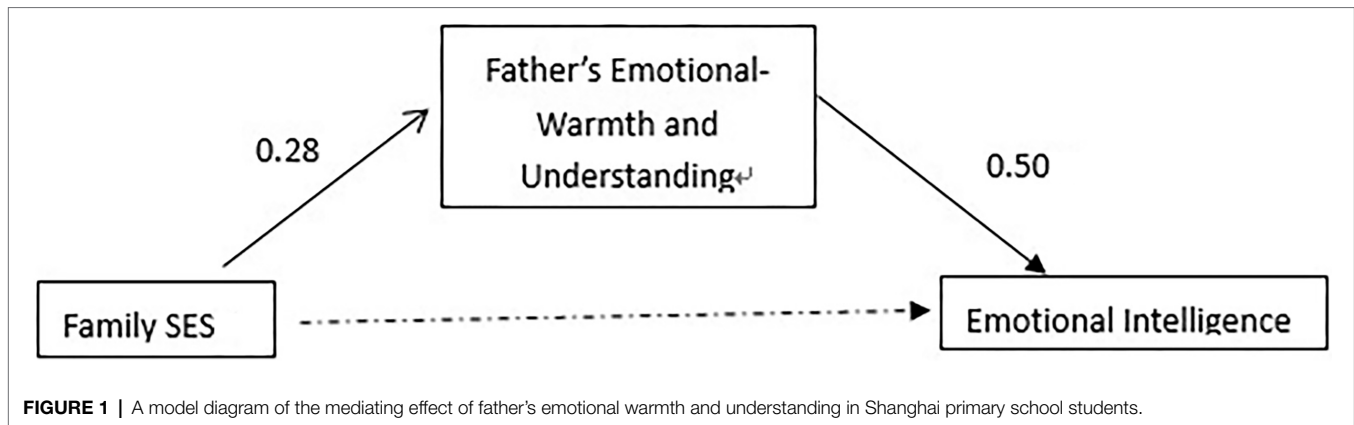 Father's Emotional-
Warmth and
Understanding↵
0.28
0.50
Family SES
Emotional Intelligence
FIGURE 1 | A model diagram of the mediating effect of father's emotional warmth and understanding in Shanghai primary school students.